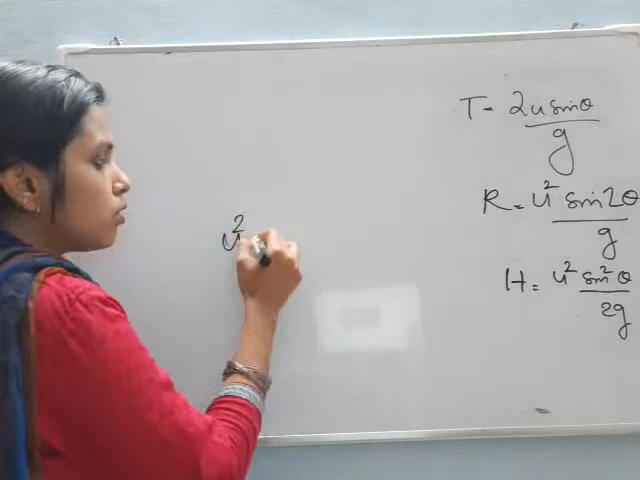 T = 2u sinθ / g
R = u² sin2θ / g
H = u² sin²θ / 2g
u²